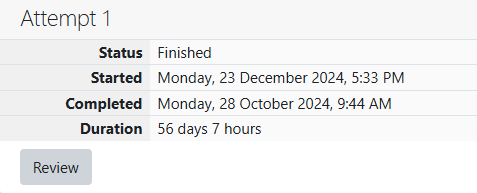 Attempt 1
Status Finished
Started Monday, 23 December 2024, 5:33 PM
Completed Monday, 28 October 2024, 9:44 AM
Duration 56 days 7 hours
Review